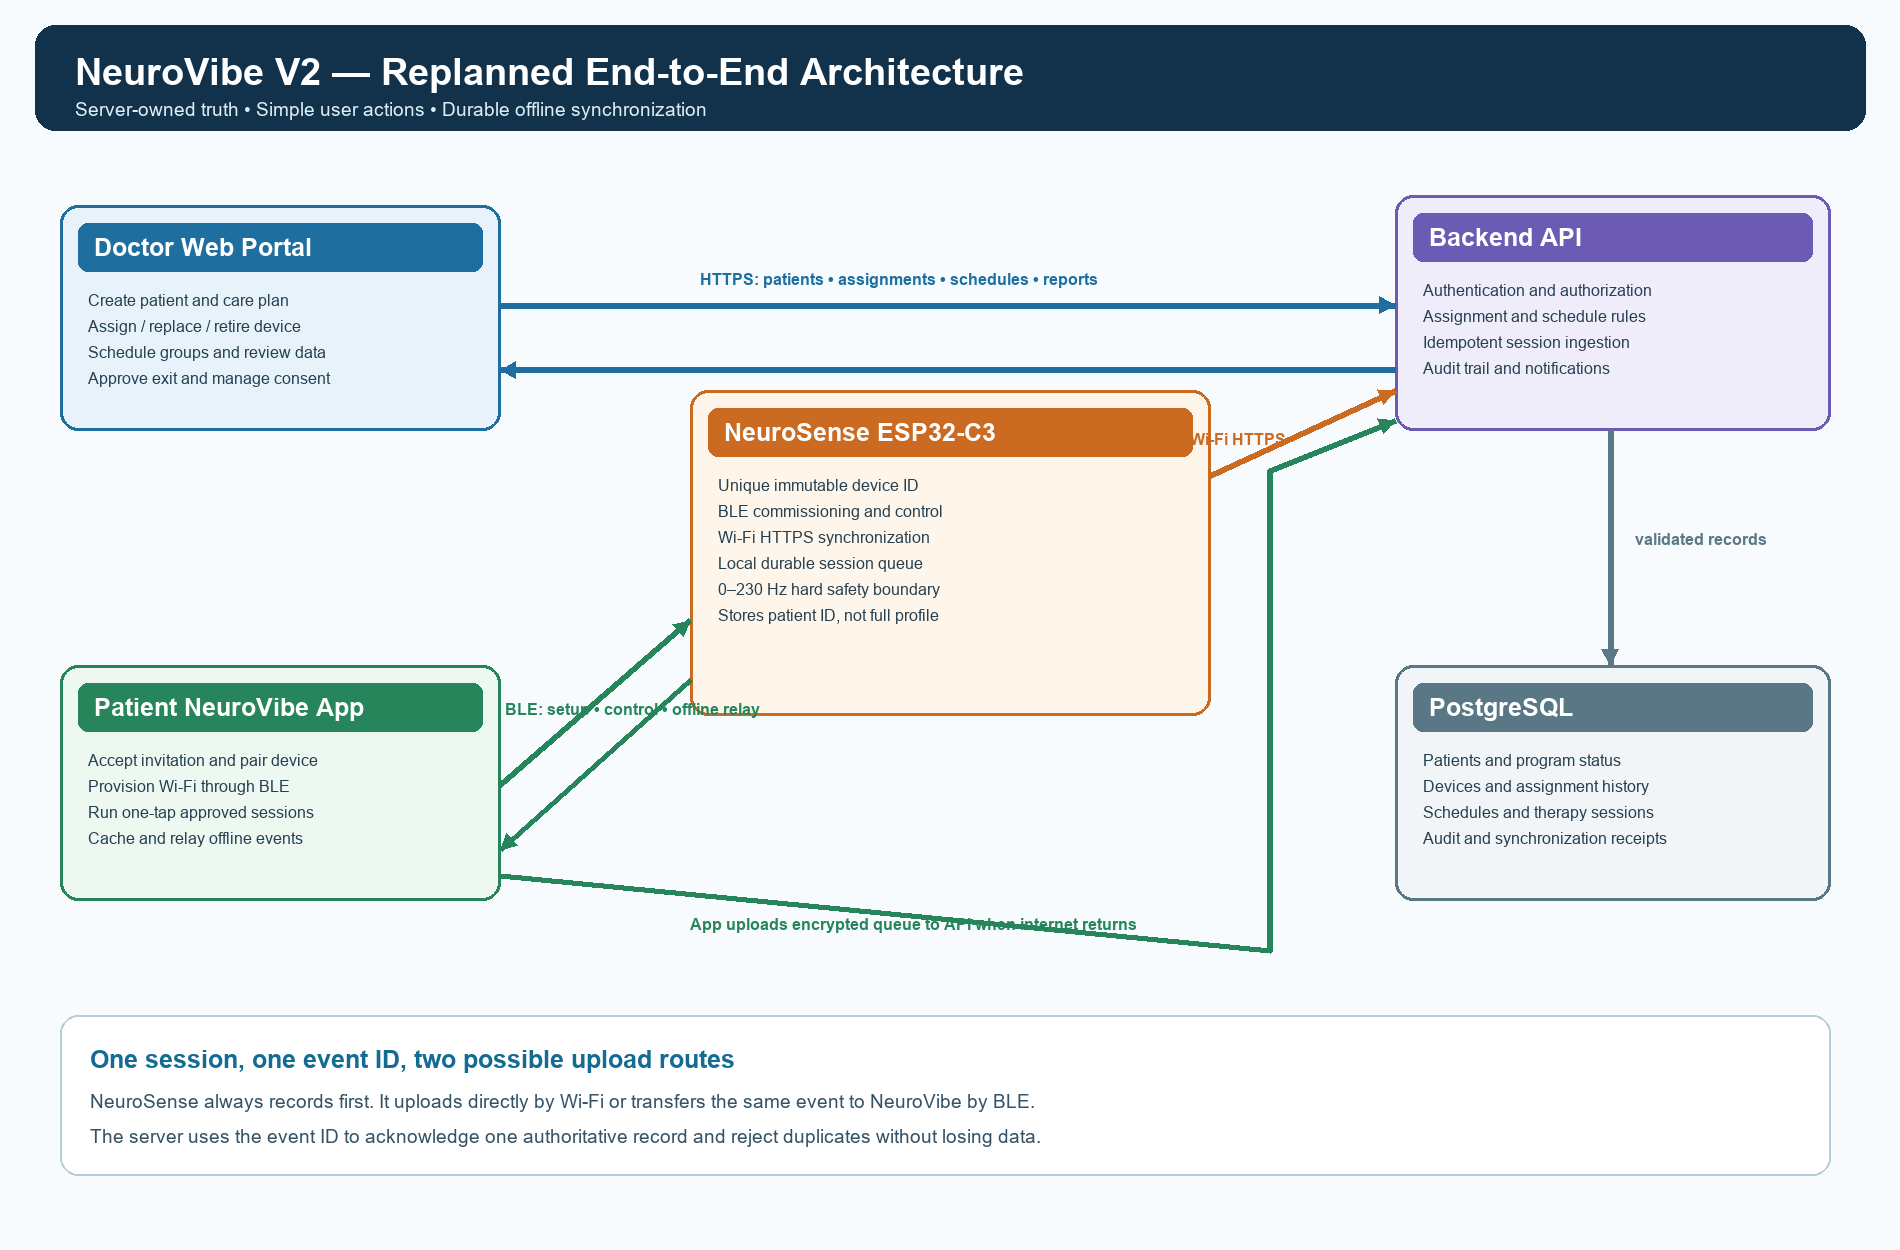 NeuroVibe V2 — Replanned End-to-End Architecture
Server-owned truth • Simple user actions • Durable offline synchronization
Doctor Web Portal
Create patient and care plan
Assign / replace / retire device
Schedule groups and review data
Approve exit and manage consent
HTTPS: patients • assignments • schedules • reports
Backend API
Authentication and authorization
Assignment and schedule rules
Idempotent session ingestion
Audit trail and notifications
NeuroSense ESP32-C3
Unique immutable device ID
BLE commissioning and control
Wi-Fi HTTPS synchronization
Local durable session queue
0–230 Hz hard safety boundary
Stores patient ID, not full profile
Wi-Fi HTTPS
validated records
Patient NeuroVibe App
Accept invitation and pair device
Provision Wi-Fi through BLE
Run one-tap approved sessions
Cache and relay offline events
BLE: setup • control • offline relay
PostgreSQL
Patients and program status
Devices and assignment history
Schedules and therapy sessions
Audit and synchronization receipts
App uploads encrypted queue to API when internet returns
One session, one event ID, two possible upload routes
NeuroSense always records first. It uploads directly by Wi-Fi or transfers the same event to NeuroVibe by BLE.
The server uses the event ID to acknowledge one authoritative record and reject duplicates without losing data.